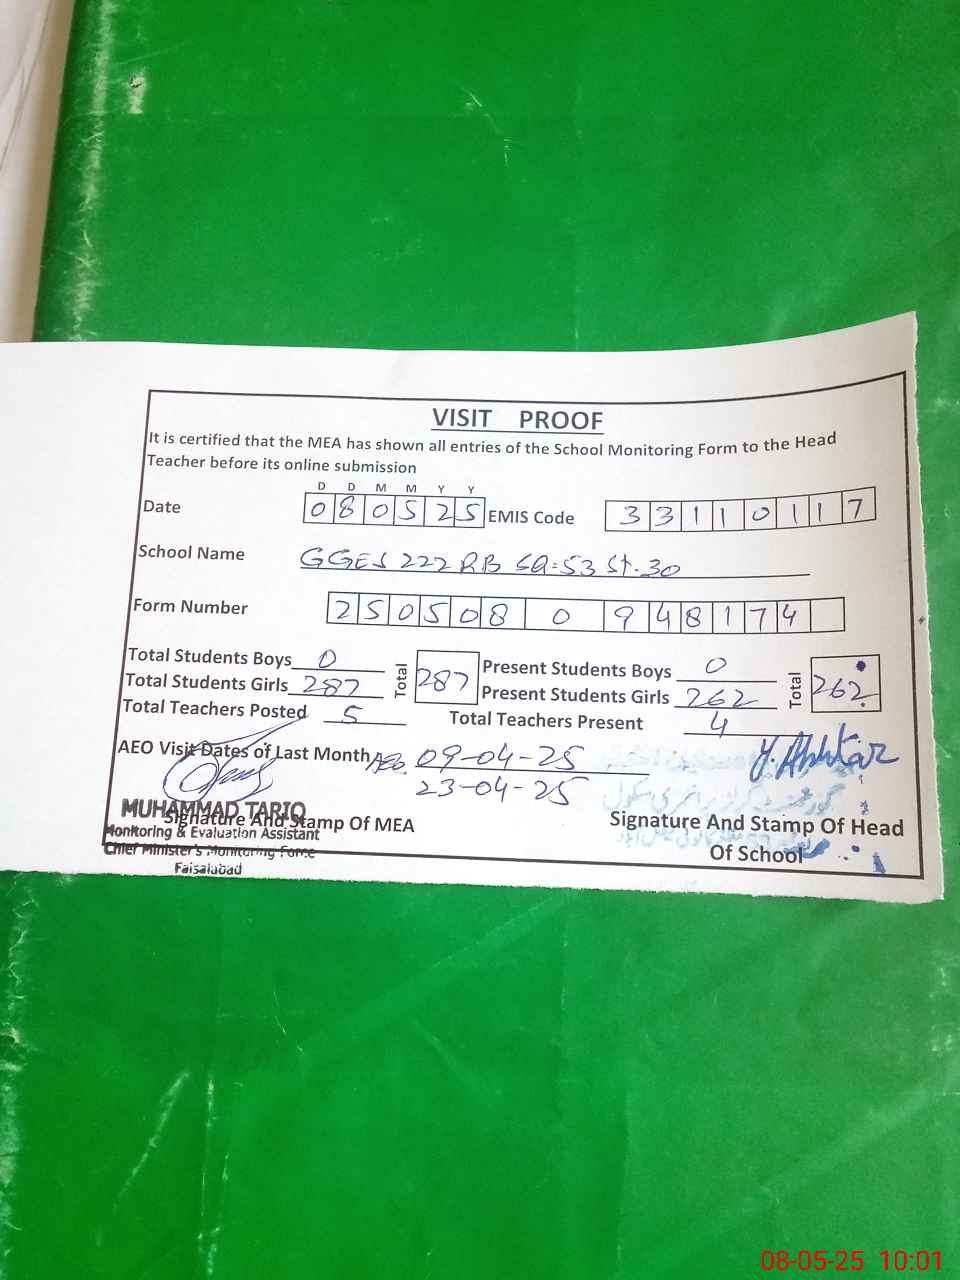 VISIT PROOF
It is certified that the MEA has shown all entries of the School Monitoring Form to the Head
Teacher before its online submission
D D M M Y Y
Date 0 8 0 5 2 5 EMIS Code 3 3 1 1 0 1 1 7
School Name GGES 222 RB SA=53 St.30
Form Number 2 5 0 5 0 8 0 9 4 8 1 7 4
Total Students Boys 0 Total 287 Present Students Boys 0 Total 262
Total Students Girls 287 Present Students Girls 262
Total Teachers Posted 5 Total Teachers Present 4
AEO Visit Dates of Last Month AEO. 09-04-25
23-04-25
Y. Akhtar
MUHAMMAD TARIQ
Signature And Stamp Of MEA
Monitoring & Evaluation Assistant
Chief Minister's Monitoring Force
Faisalabad
Signature And Stamp Of Head
Of School
08-05-25 10:01